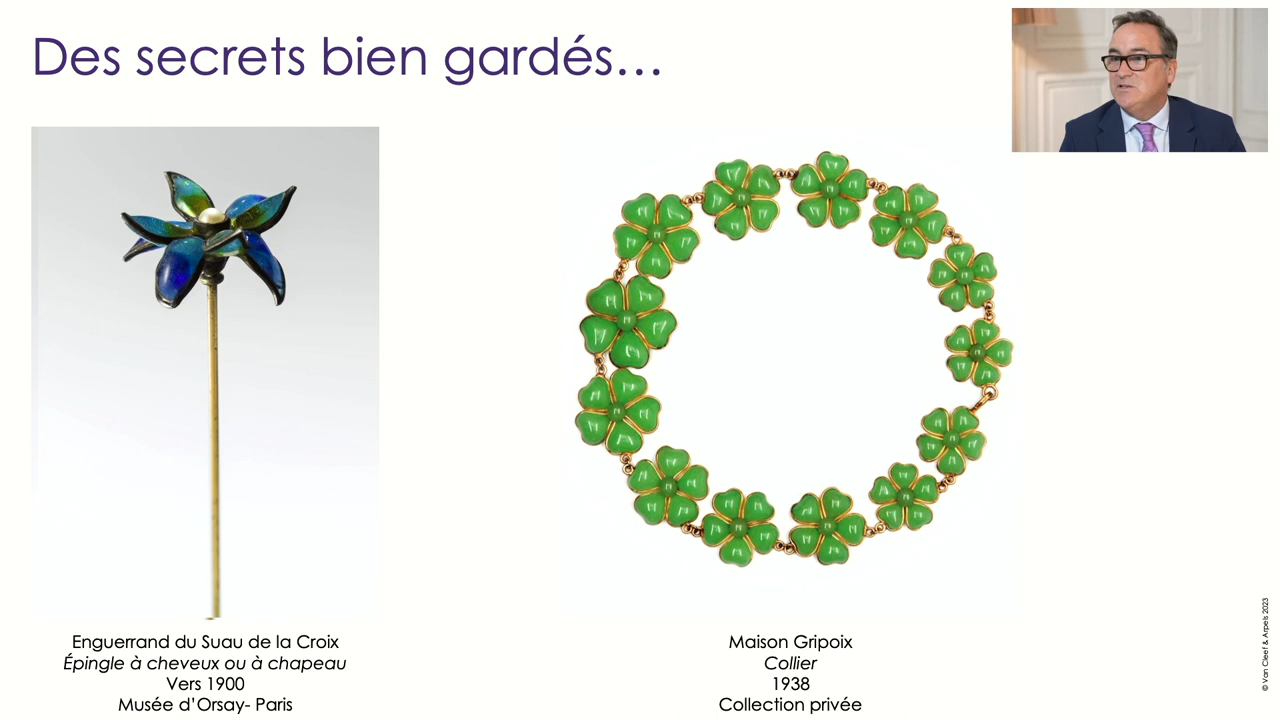 Des secrets bien gardés...
Enguerrand du Suau de la Croix
Épingle à cheveux ou à chapeau
Vers 1900
Musée d'Orsay- Paris
Maison Gripoix
Collier
1938
Collection privée
© Van Cleef & Arpels 2023